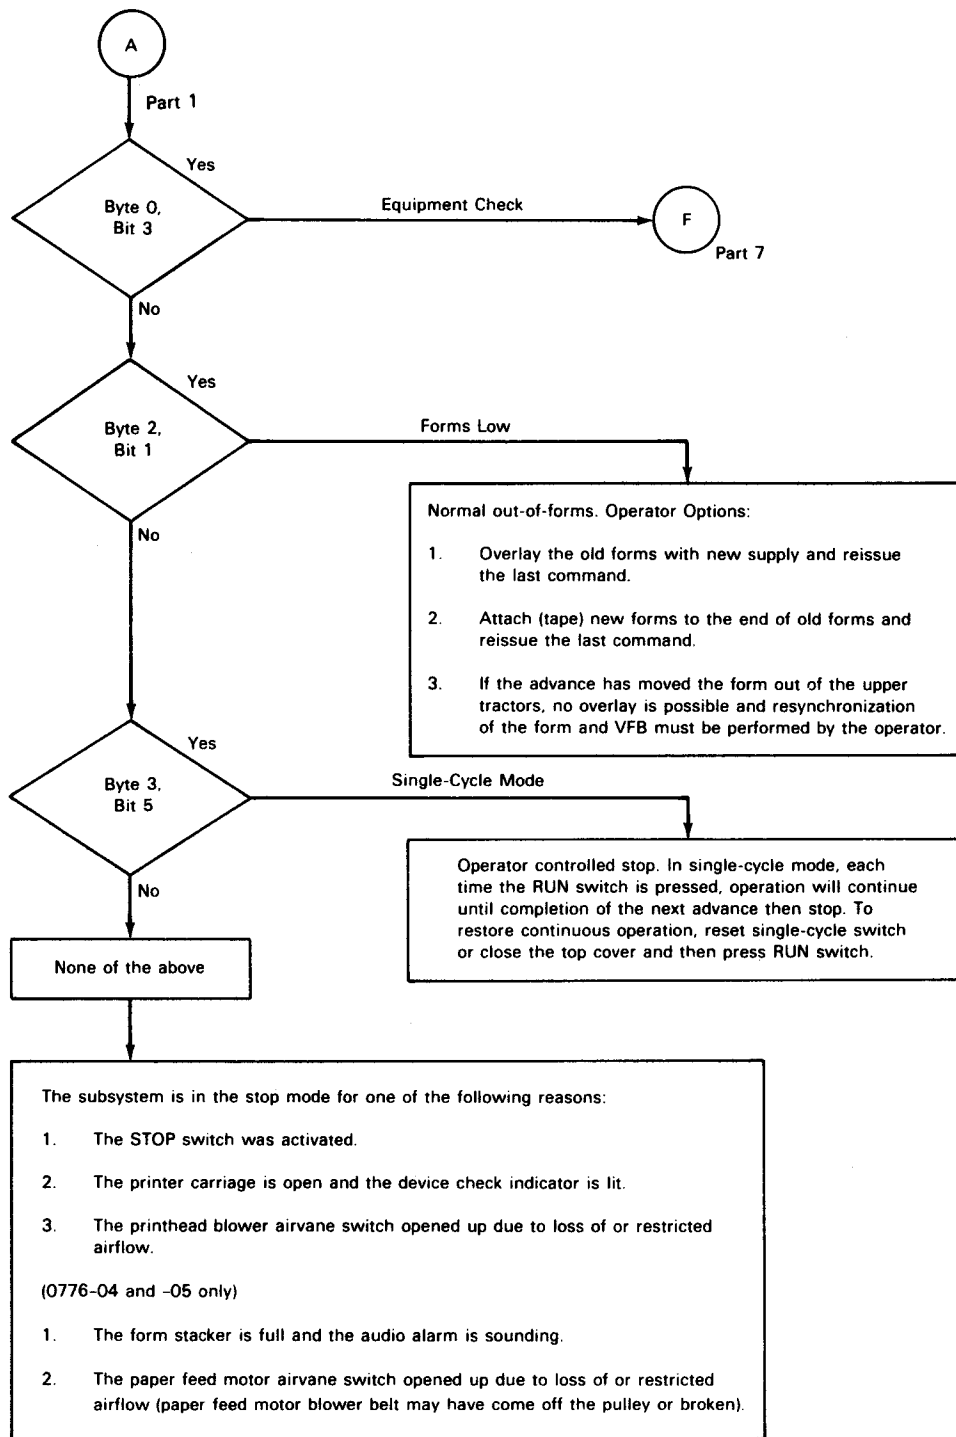 A
Part 1
Yes
Byte 0,
Bit 3
Equipment Check
F
Part 7
No
Yes
Byte 2,
Bit 1
Forms Low
No
Normal out-of-forms. Operator Options:
1. Overlay the old forms with new supply and reissue
the last command.
2. Attach (tape) new forms to the end of old forms and
reissue the last command.
3. If the advance has moved the form out of the upper
tractors, no overlay is possible and resynchronization
of the form and VFB must be performed by the operator.
Yes
Byte 3,
Bit 5
Single-Cycle Mode
No
Operator controlled stop. In single-cycle mode, each
time the RUN switch is pressed, operation will continue
until completion of the next advance then stop. To
restore continuous operation, reset single-cycle switch
or close the top cover and then press RUN switch.
None of the above
The subsystem is in the stop mode for one of the following reasons:
1. The STOP switch was activated.
2. The printer carriage is open and the device check indicator is lit.
3. The printhead blower airvane switch opened up due to loss of or restricted
airflow.
(0776-04 and -05 only)
1. The form stacker is full and the audio alarm is sounding.
2. The paper feed motor airvane switch opened up due to loss of or restricted
airflow (paper feed motor blower belt may have come off the pulley or broken).